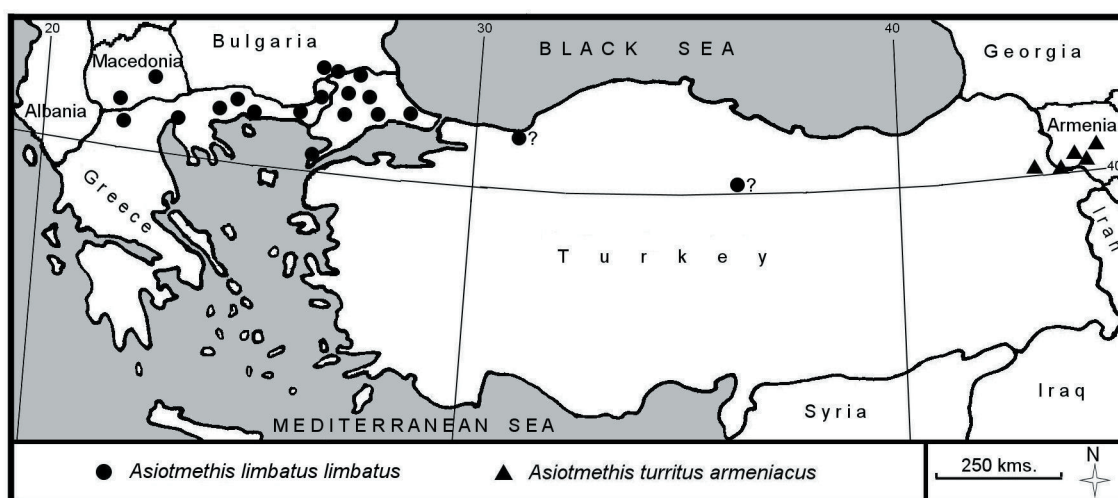 20
30
40
Bulgaria
BLACK SEA
Georgia
Macedonia
Albania
Armenia
?
40
?
Greece
Iran
Turkey
Syria
Iraq
MEDITERRANEAN SEA
Asiotmethis limbatus limbatus
Asiotmethis turritus armeniacus
250 kms.
N